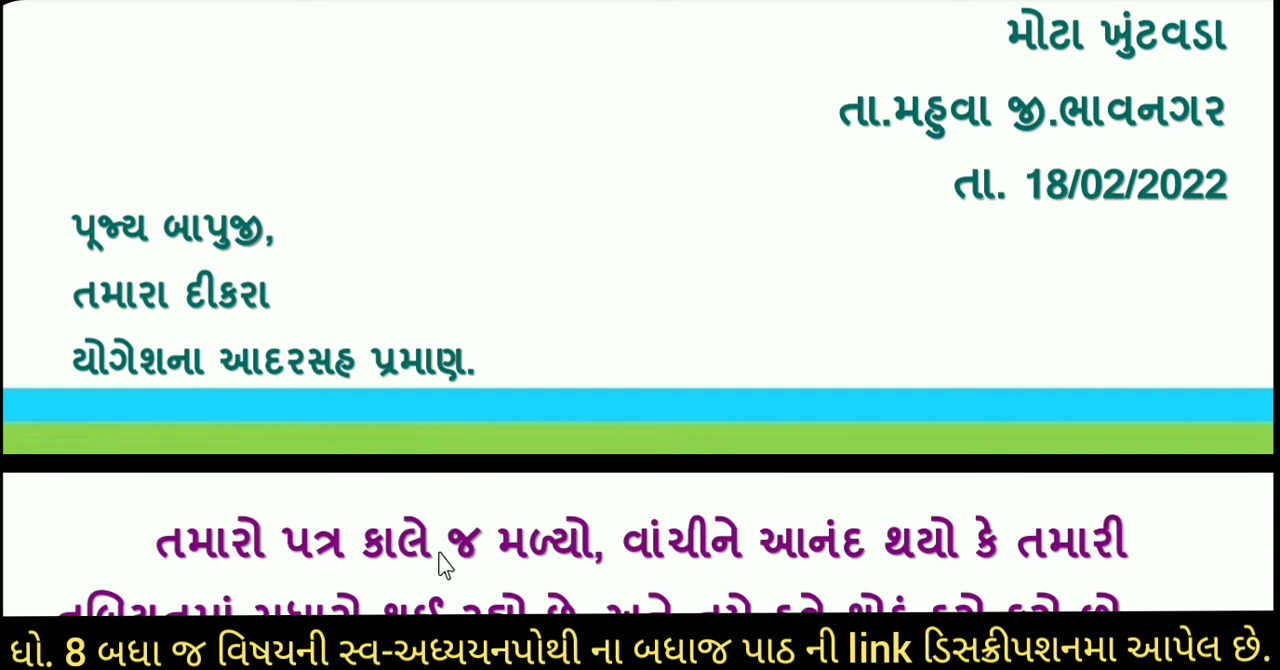 મોટા ખુંટવડા
તા.મહુવા જી.ભાવનગર
તા. 18/02/2022
પૂજ્ય બાપુજી,
તમારા દીકરા
યોગેશના આદરસહ પ્રમાણ.
તમારો પત્ર કાલે જ મળ્યો, વાંચીને આનંદ થયો કે તમારી
ધો. 8 બધા જ વિષયની સ્વ-અધ્યયનપોથી ના બધાજ પાઠ ની link ડિસક્રીપશનમા આપેલ છે.